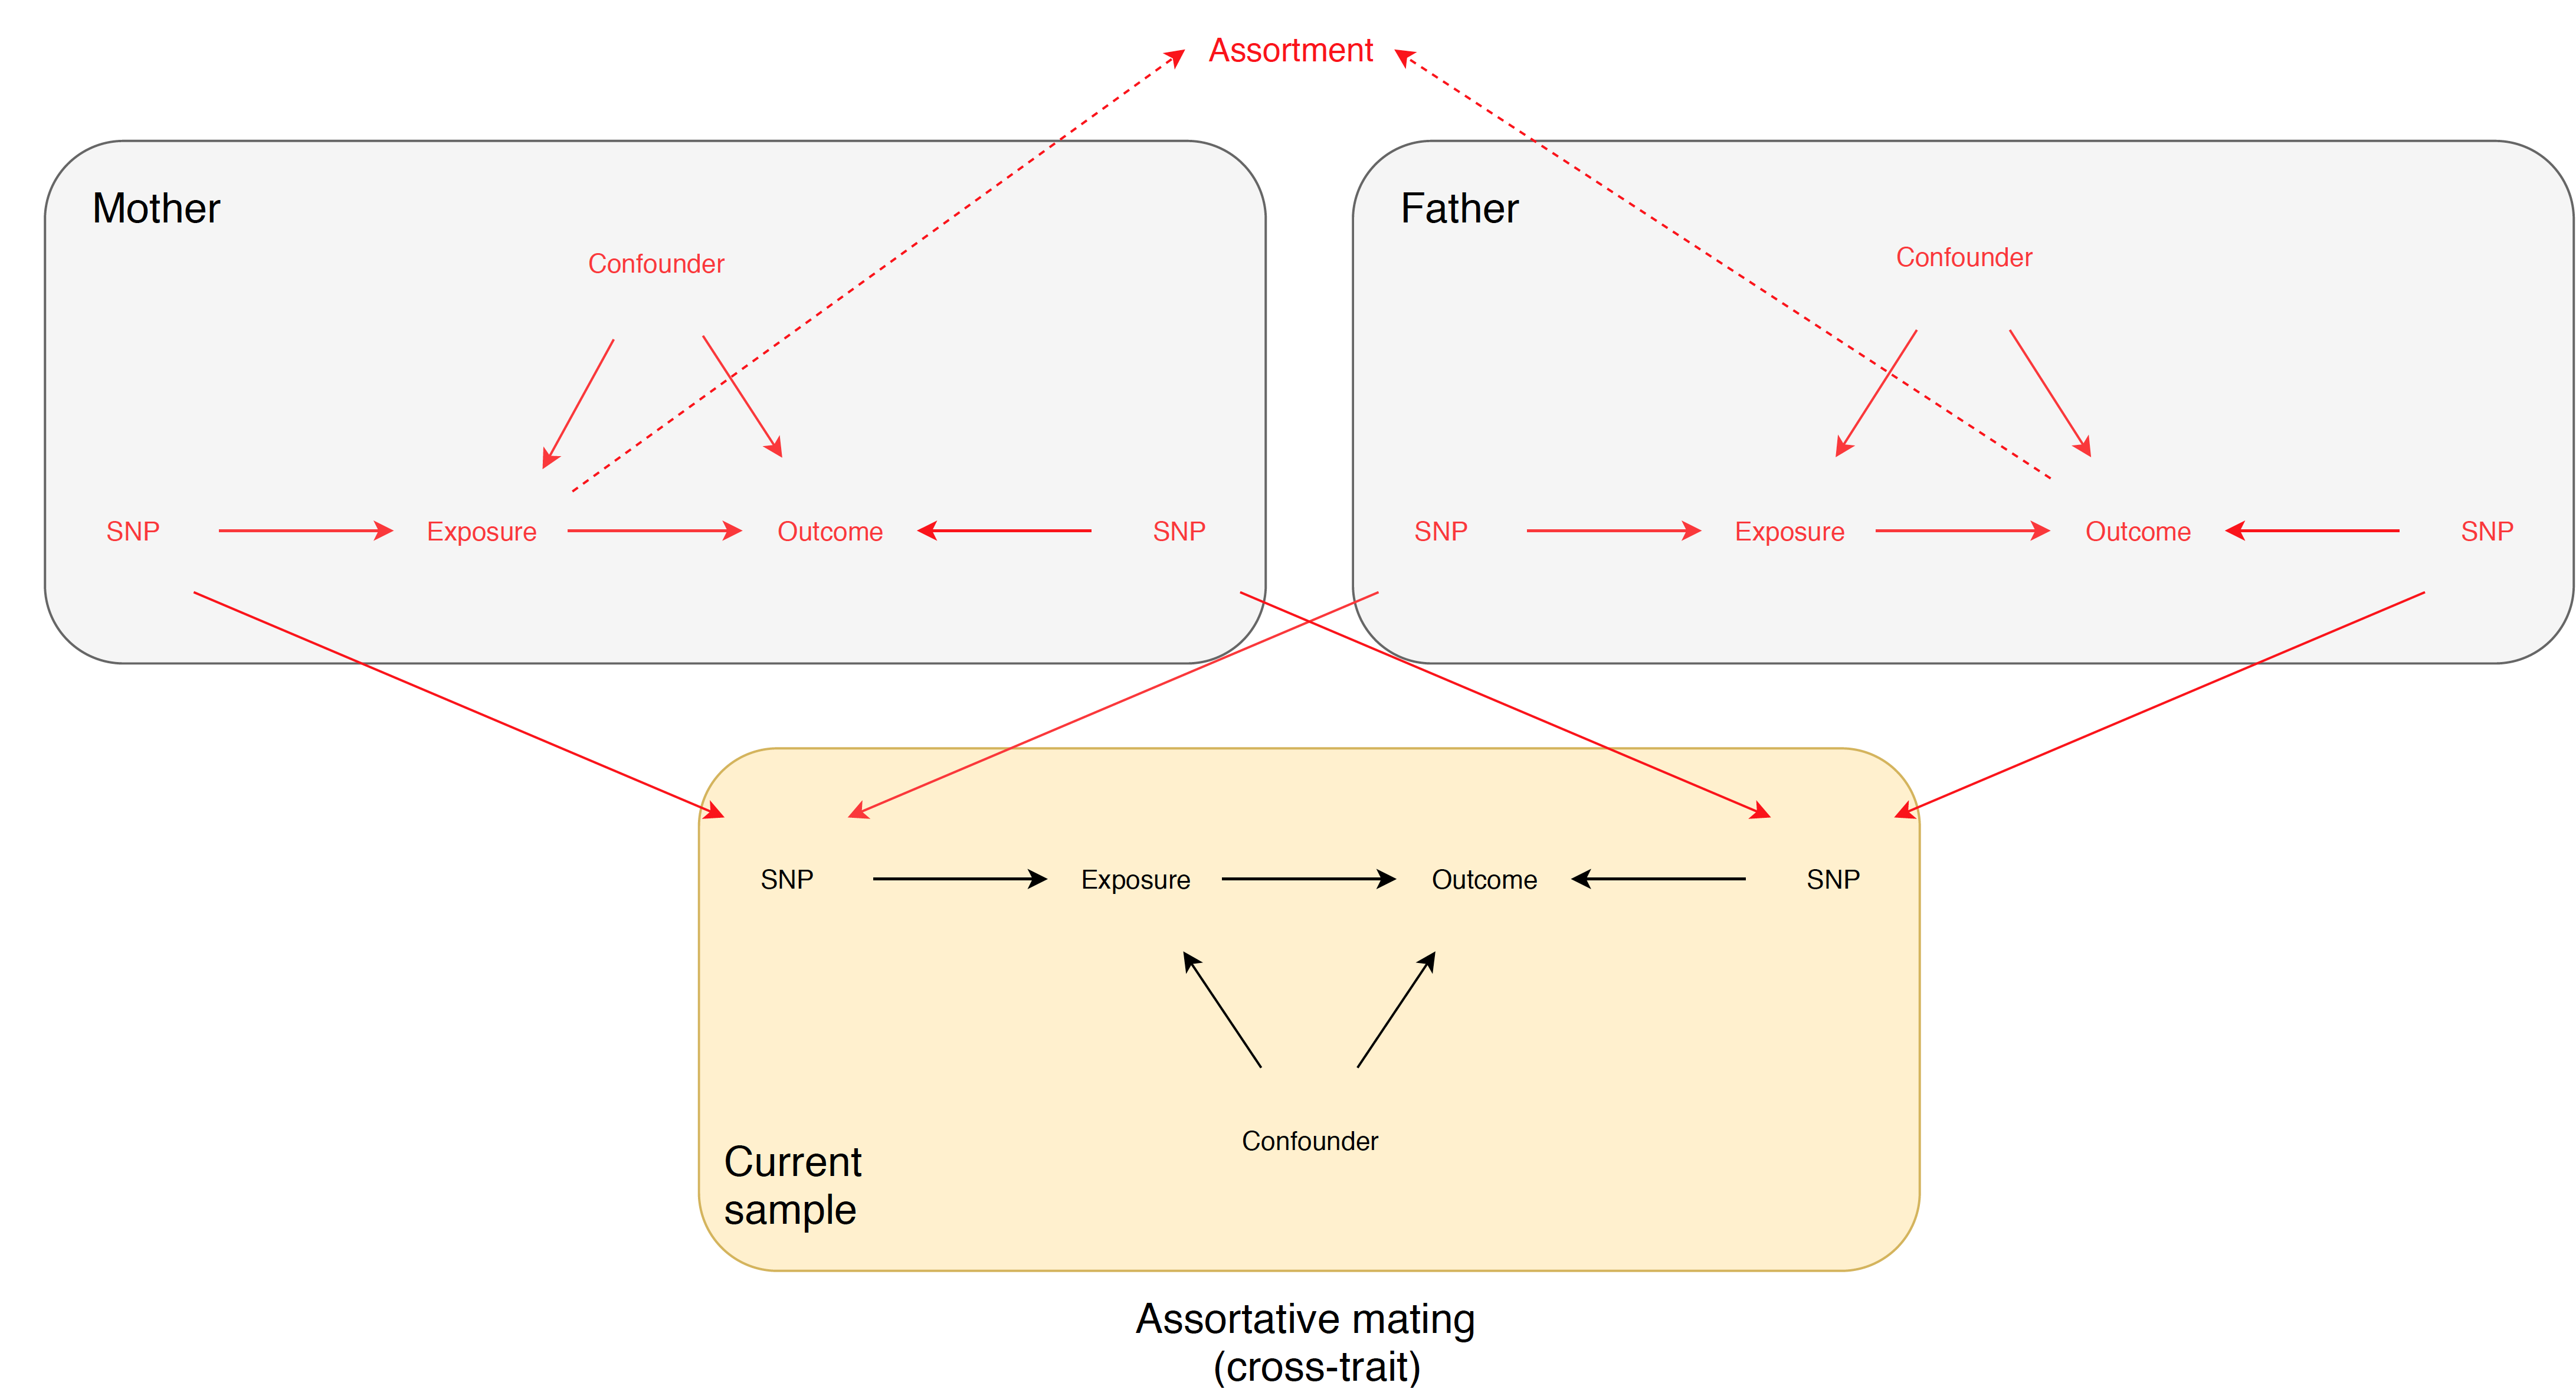 Assortment
Mother
Confounder
SNP
Exposure
Outcome
SNP
Father
Confounder
SNP
Exposure
Outcome
SNP
SNP
Exposure
Outcome
SNP
Confounder
Current
sample
Assortative mating
(cross-trait)